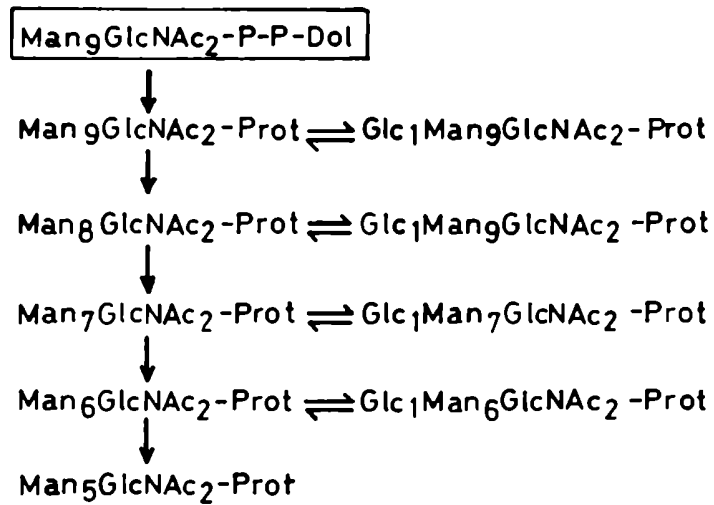 Man9GlcNAc2-P-P-Dol
Man9GlcNAc2-Prot ⇌ Glc1Man9GlcNAc2-Prot
Man8GlcNAc2-Prot ⇌ Glc1Man9GlcNAc2-Prot
Man7GlcNAc2-Prot ⇌ Glc1Man7GlcNAc2-Prot
Man6GlcNAc2-Prot ⇌ Glc1Man6GlcNAc2-Prot
Man5GlcNAc2-Prot